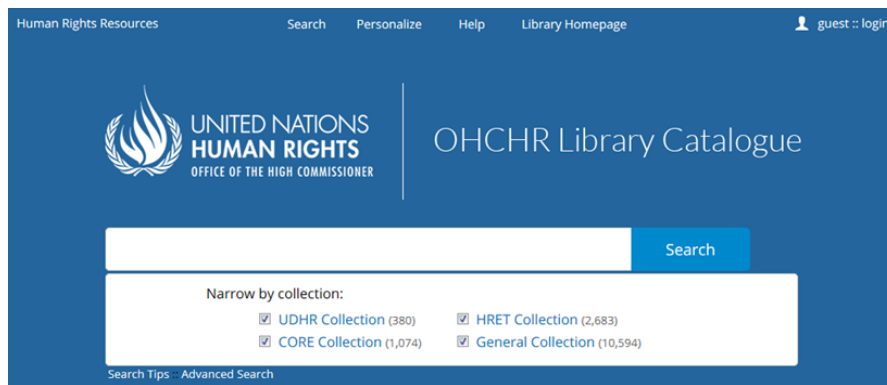 Human Rights Resources Search Personalize Help Library Homepage guest :: login
UNITED NATIONS
HUMAN RIGHTS
OFFICE OF THE HIGH COMMISSIONER
OHCHR Library Catalogue
Search
Narrow by collection:
UDHR Collection (380) HRET Collection (2,683)
CORE Collection (1,074) General Collection (10,594)
Search Tips :: Advanced Search